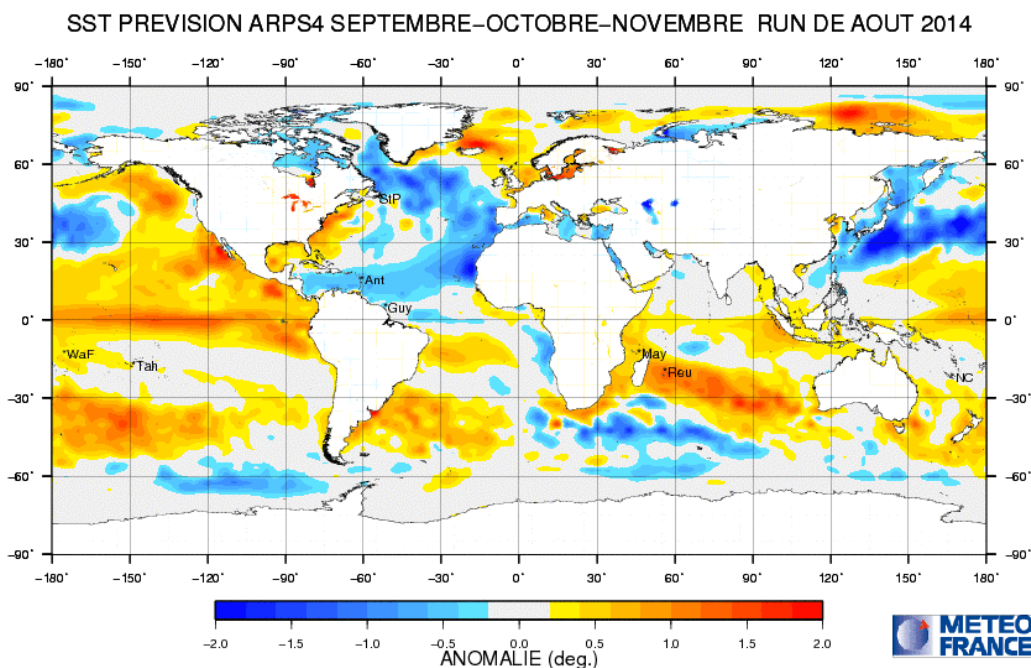 SST PREVISION ARPS4 SEPTEMBRE–OCTOBRE–NOVEMBRE RUN DE AOUT 2014
−180° −150° −120° −90° −60° −30° 0° 30° 60° 90° 120° 150° 180°
90° 90°
60° 60°
StP
30° 30°
Ant
Guy
0° 0°
WaF May
Tah Reu
NC
−30° −30°
−60° −60°
−90° −90°
−180° −150° −120° −90° −60° −30° 0° 30° 60° 90° 120° 150° 180°
−2.0 −1.5 −1.0 −0.5 0.0 0.5 1.0 1.5 2.0
ANOMALIE (deg.)
METEO
FRANCE